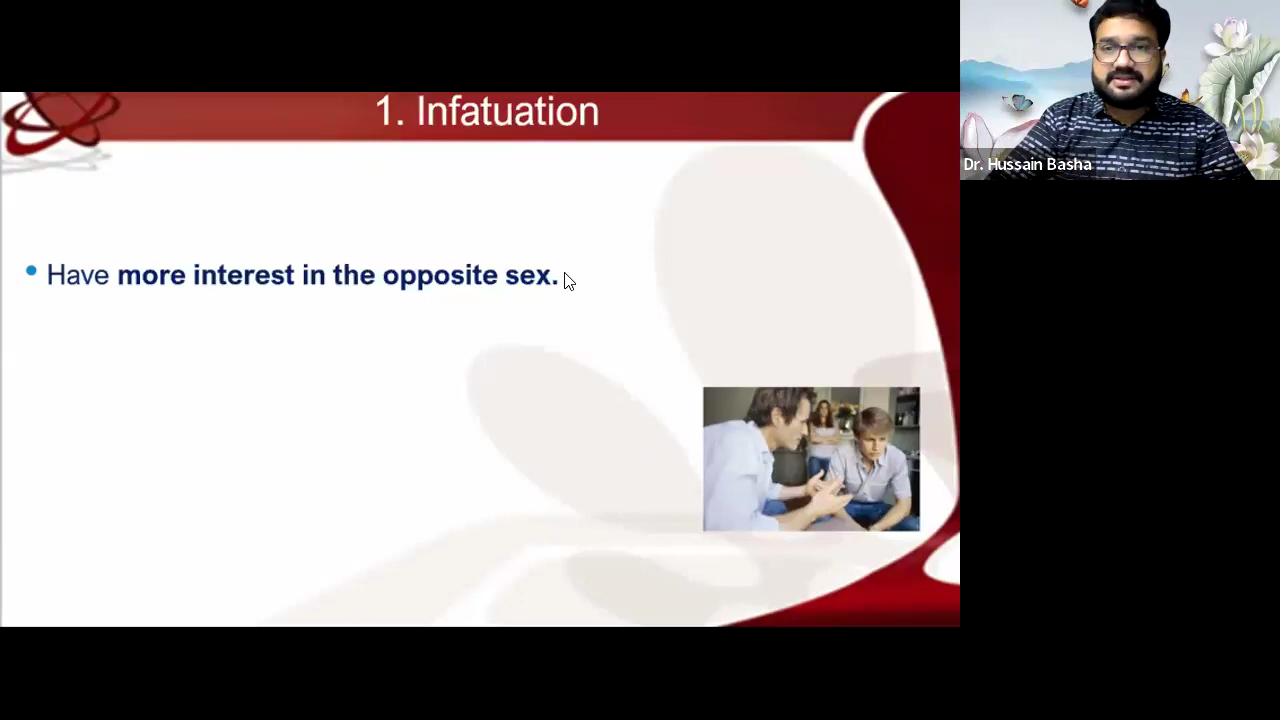 1. Infatuation
• Have more interest in the opposite sex.
Dr. Hussain Basha